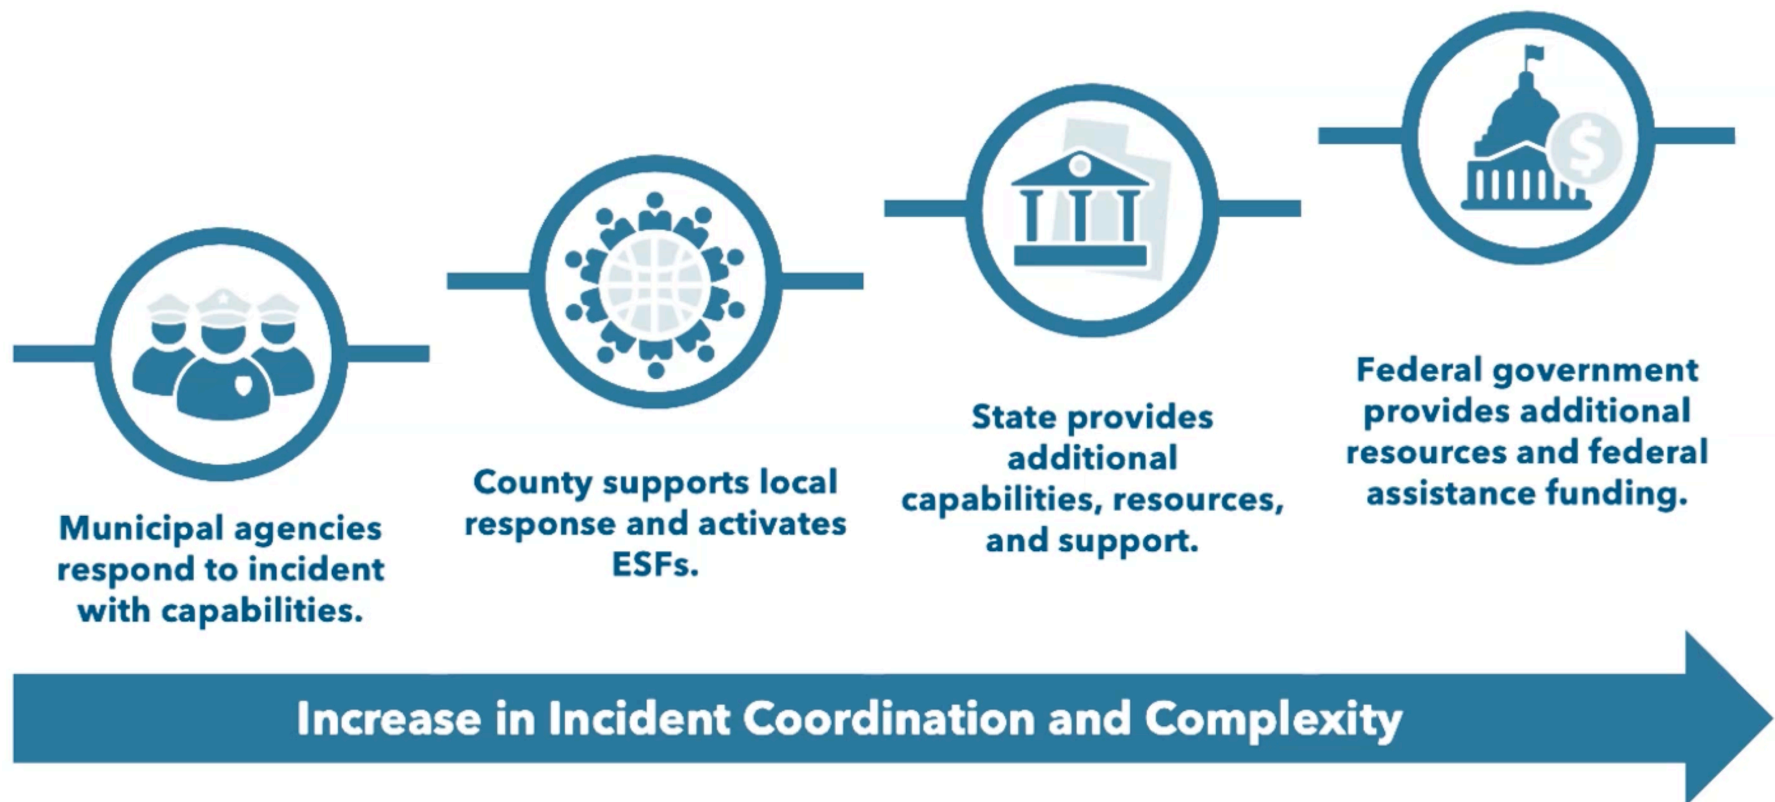 Municipal agencies
respond to incident
with capabilities.
County supports local
response and activates
ESFs.
State provides
additional
capabilities, resources,
and support.
Federal government
provides additional
resources and federal
assistance funding.
$
Increase in Incident Coordination and Complexity